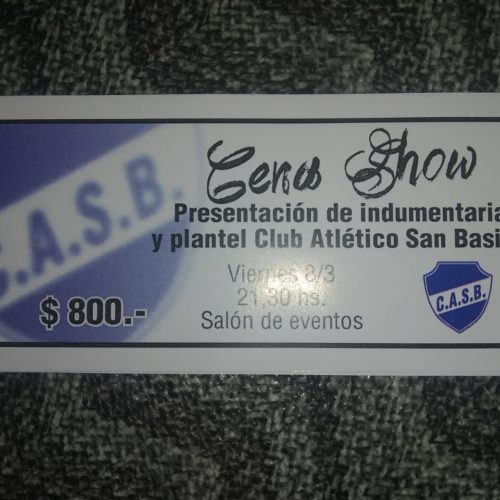 Cena Show
Presentación de indumentaria
y plantel Club Atlético San Basi
Viernes 8/3
21,30 hs.
Salón de eventos
$ 800.-
C.A.S.B.
C.A.S.B.